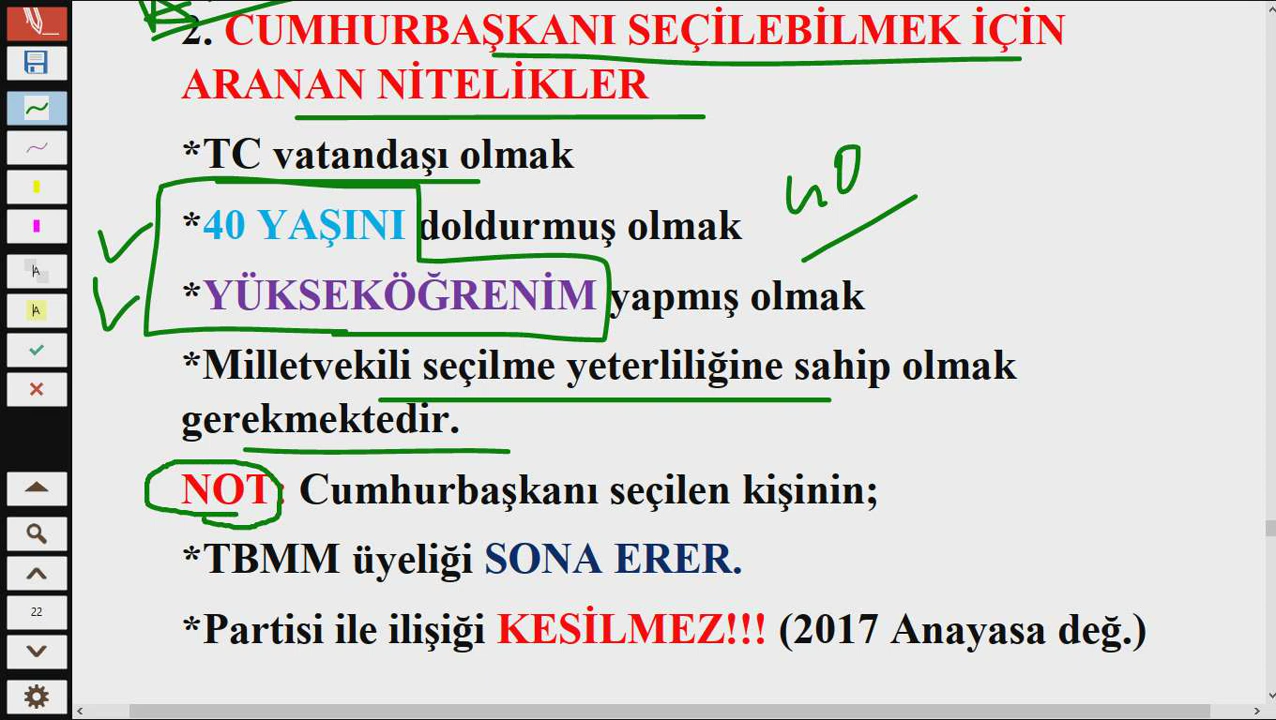 2. CUMHURBAŞKANI SEÇİLEBİLMEK İÇİN
ARANAN NİTELİKLER
*TC vatandaşı olmak
40
*40 YAŞINI doldurmuş olmak
*YÜKSEKÖĞRENİM yapmış olmak
*Milletvekili seçilme yeterliliğine sahip olmak
gerekmektedir.
NOT: Cumhurbaşkanı seçilen kişinin;
*TBMM üyeliği SONA ERER.
22
*Partisi ile ilişiği KESİLMEZ!!! (2017 Anayasa değ.)